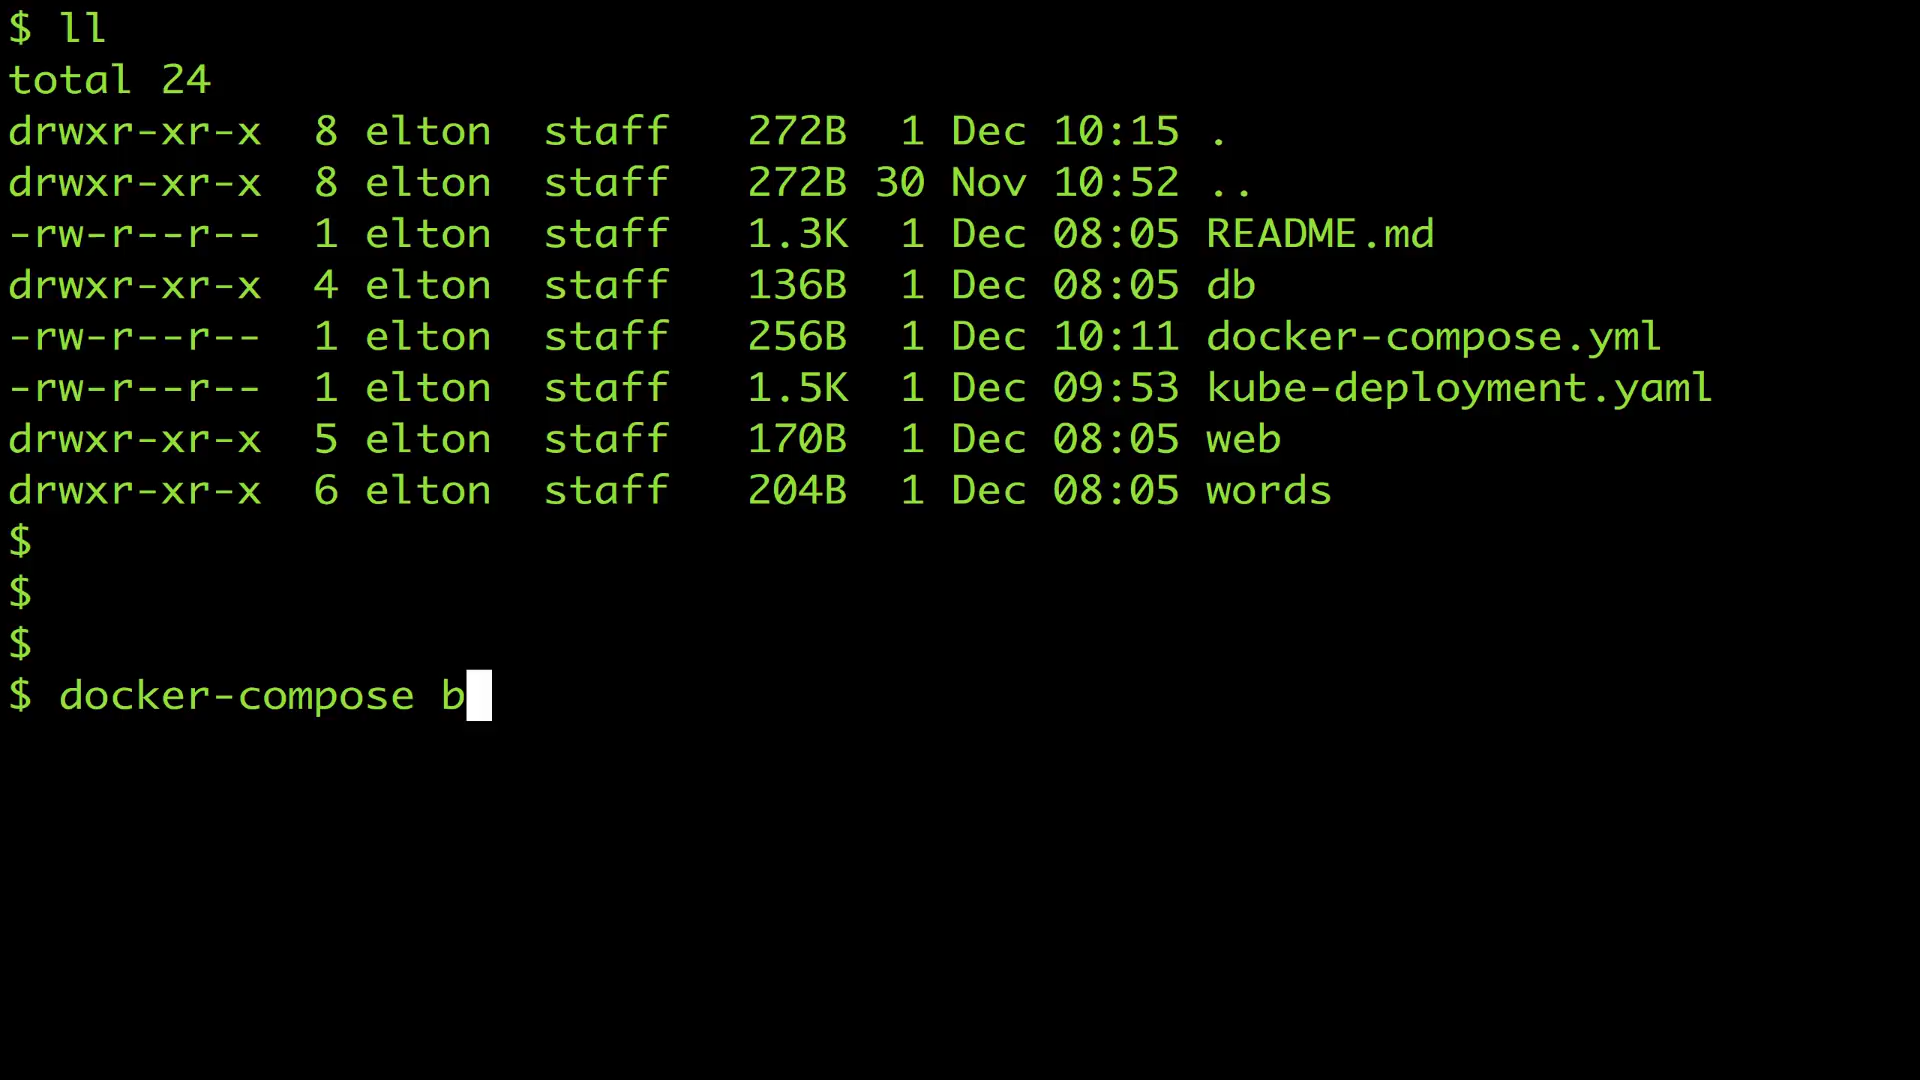 $ ll
total 24
drwxr-xr-x  8 elton  staff   272B  1 Dec 10:15 .
drwxr-xr-x  8 elton  staff   272B 30 Nov 10:52 ..
-rw-r--r--  1 elton  staff   1.3K  1 Dec 08:05 README.md
drwxr-xr-x  4 elton  staff   136B  1 Dec 08:05 db
-rw-r--r--  1 elton  staff   256B  1 Dec 10:11 docker-compose.yml
-rw-r--r--  1 elton  staff   1.5K  1 Dec 09:53 kube-deployment.yaml
drwxr-xr-x  5 elton  staff   170B  1 Dec 08:05 web
drwxr-xr-x  6 elton  staff   204B  1 Dec 08:05 words
$
$
$
$ docker-compose b